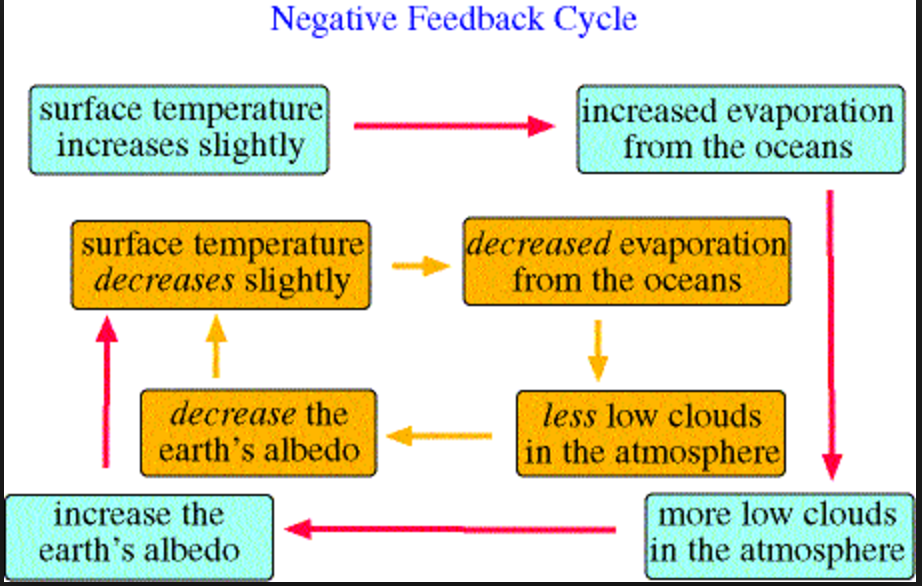 Negative Feedback Cycle
surface temperature
increases slightly
increased evaporation
from the oceans
surface temperature
decreases slightly
decreased evaporation
from the oceans
decrease the
earth's albedo
less low clouds
in the atmosphere
increase the
earth's albedo
more low clouds
in the atmosphere